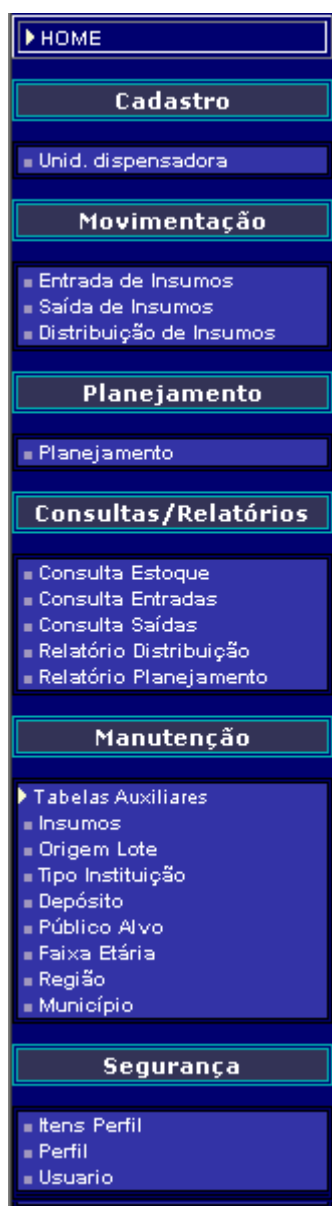 HOME
Cadastro
Unid. dispensadora
Movimentação
Entrada de Insumos
Saída de Insumos
Distribuição de Insumos
Planejamento
Planejamento
Consultas/Relatórios
Consulta Estoque
Consulta Entradas
Consulta Saídas
Relatório Distribuição
Relatório Planejamento
Manutenção
Tabelas Auxiliares
Insumos
Origem Lote
Tipo Instituição
Depósito
Público Alvo
Faixa Etária
Região
Município
Segurança
Itens Perfil
Perfil
Usuario